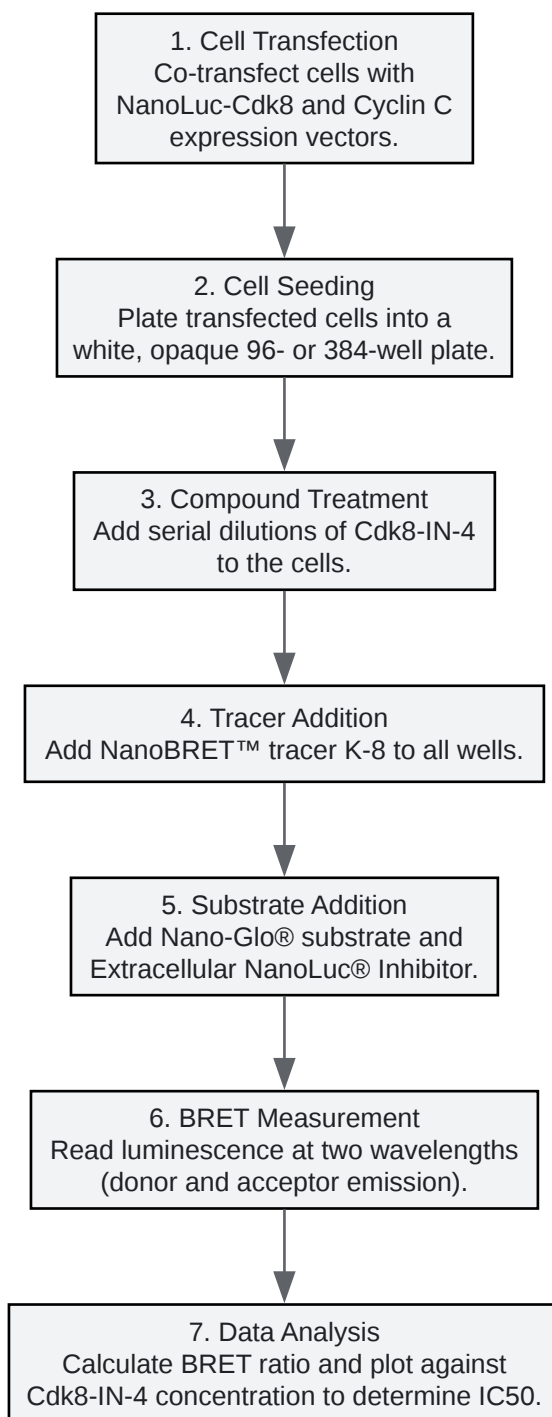 1. Cell Transfection
Co-transfect cells with
NanoLuc-Cdk8 and Cyclin C
expression vectors.
2. Cell Seeding
Plate transfected cells into a
white, opaque 96- or 384-well plate.
3. Compound Treatment
Add serial dilutions of Cdk8-IN-4
to the cells.
4. Tracer Addition
Add NanoBRET™ tracer K-8 to all wells.
5. Substrate Addition
Add Nano-Glo® substrate and
Extracellular NanoLuc® Inhibitor.
6. BRET Measurement
Read luminescence at two wavelengths
(donor and acceptor emission).
7. Data Analysis
Calculate BRET ratio and plot against
Cdk8-IN-4 concentration to determine IC50.